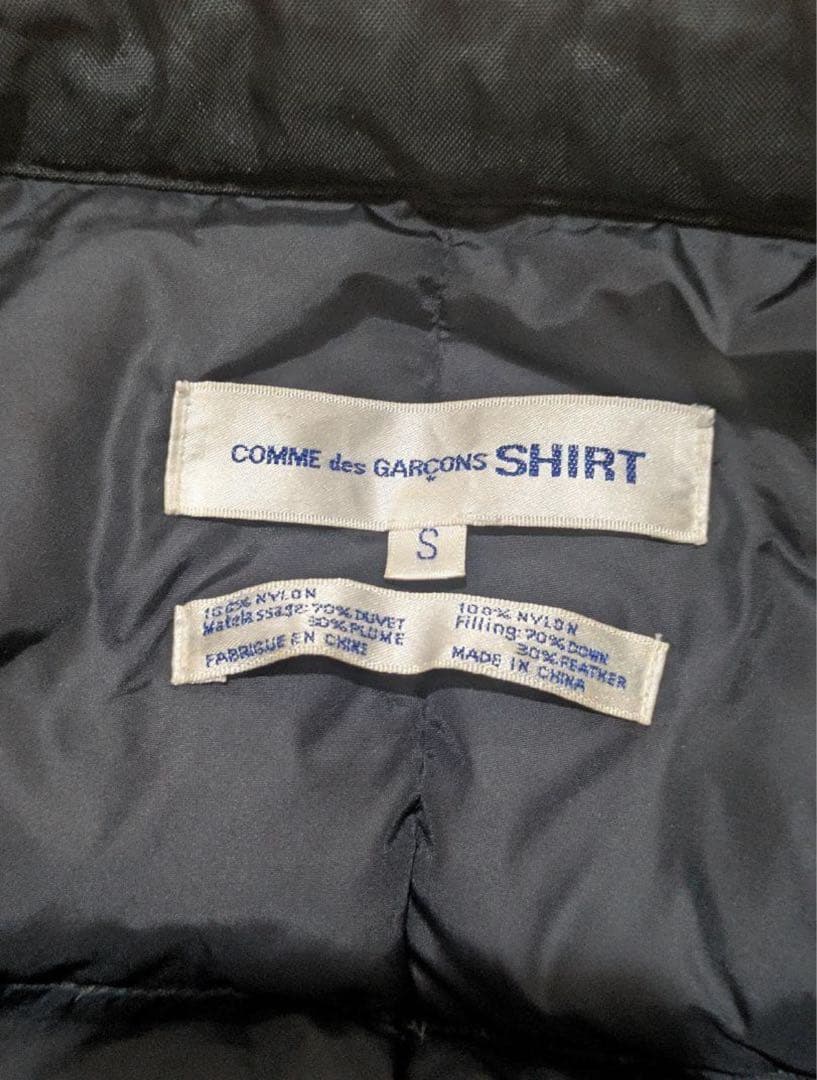 COMME des GARÇONS SHIRT
S
100% NYLON
Matelassage: 70% DUVET
30% PLUME
FABRIQUE EN CHINE
100% NYLON
Filling: 70% DOWN
30% FEATHER
MADE IN CHINA